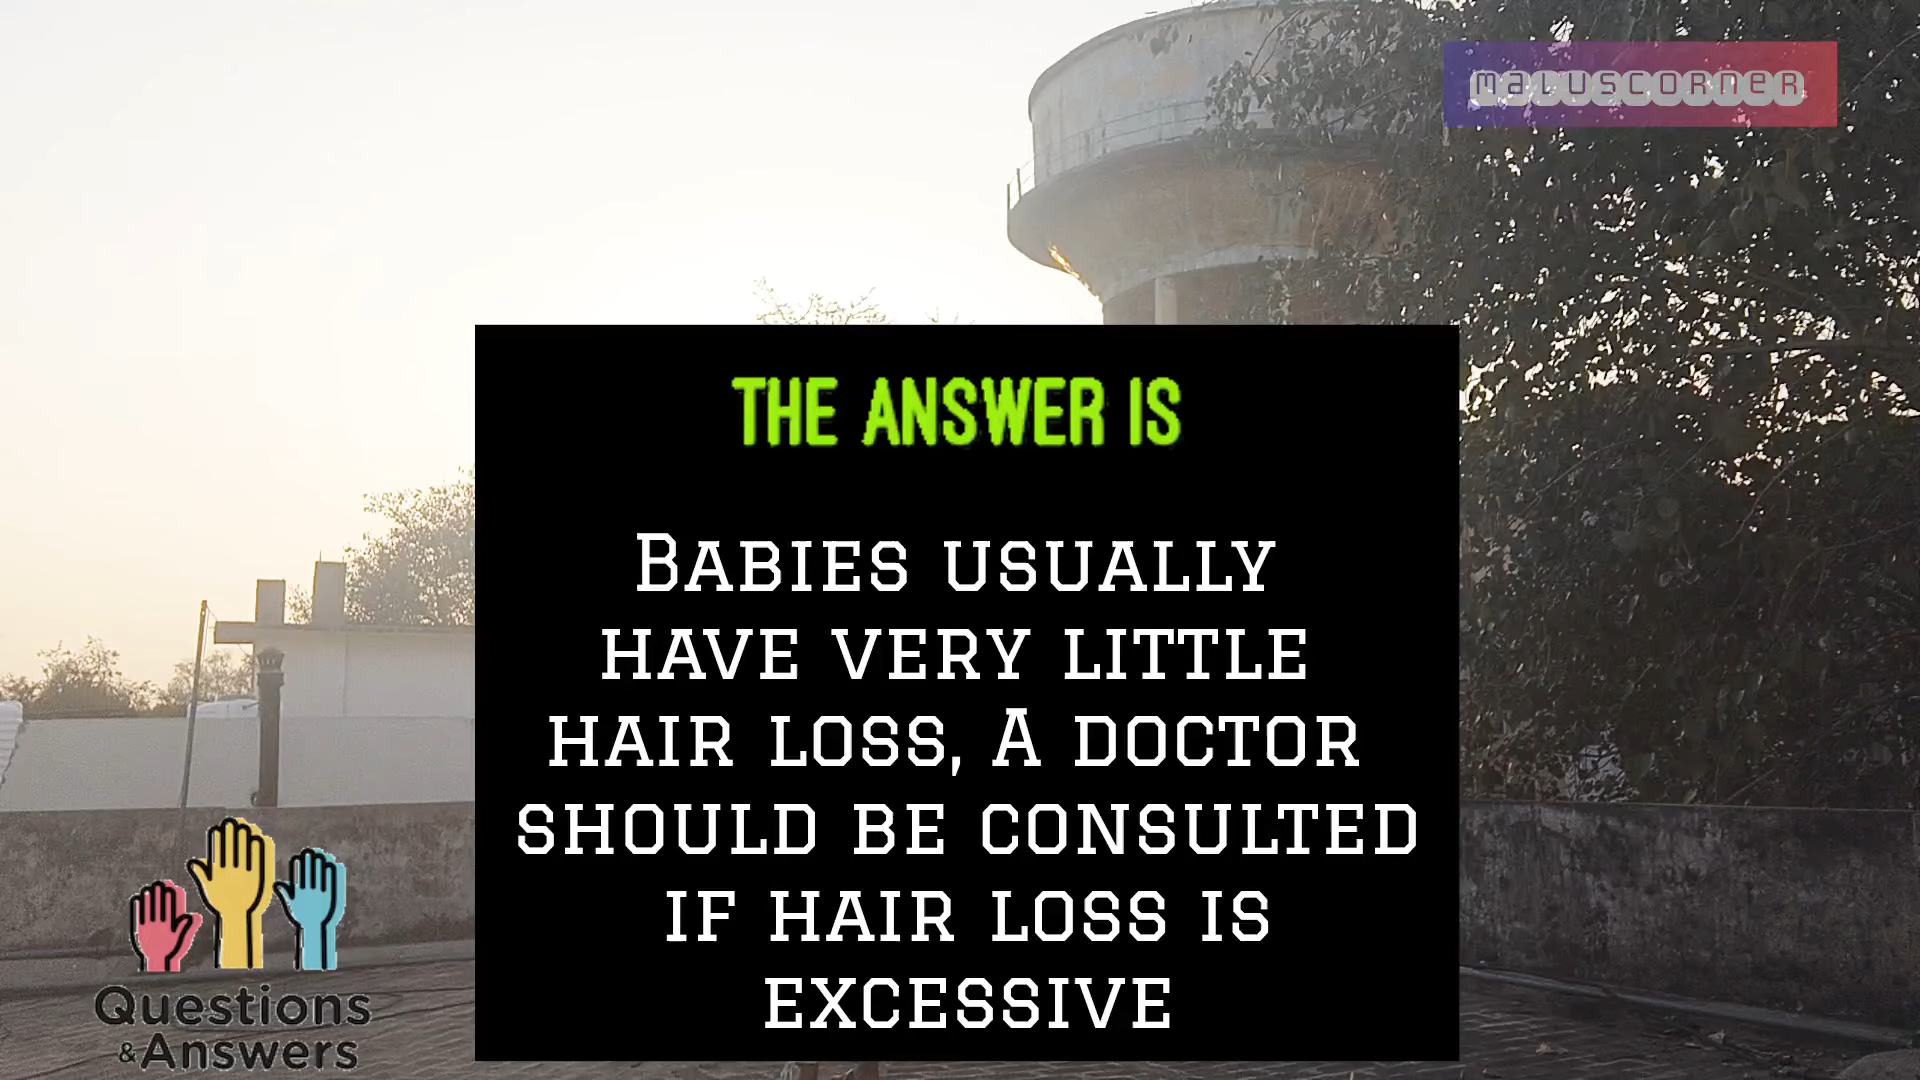 MALUSCORNER
THE ANSWER IS
Babies usually
have very little
hair loss, A doctor
should be consulted
if hair loss is
excessive
Questions
&Answers